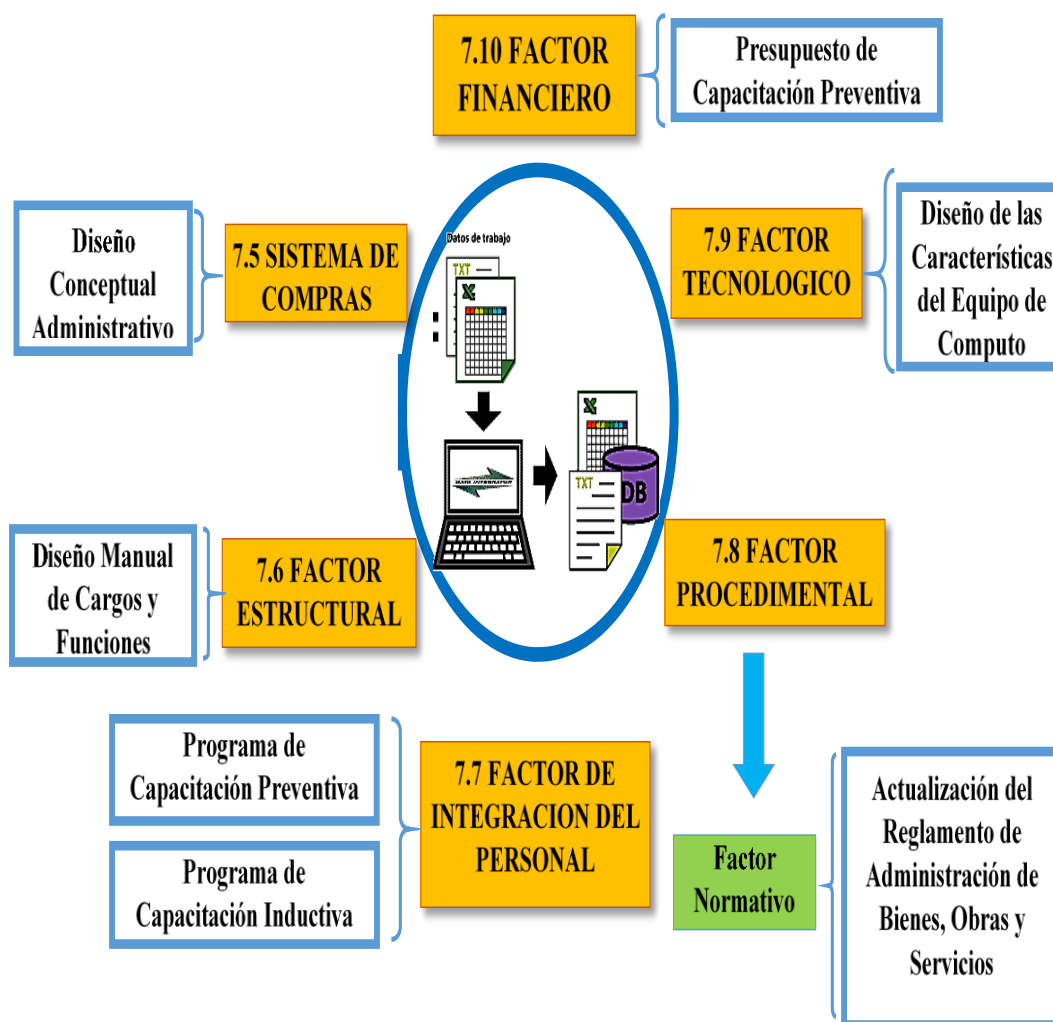 7.10 FACTOR
FINANCIERO
Presupuesto de
Capacitación Preventiva
Diseño
Conceptual
Administrativo
7.5 SISTEMA DE
COMPRAS
Datos de trabajo
TXT
7.9 FACTOR
TECNOLOGICO
Diseño de las
Característícas
del Equipo de
Computo
DB
TXT
Diseño Manual
de Cargos y
Funciones
7.6 FACTOR
ESTRUCTURAL
7.8 FACTOR
PROCEDIMENTAL
Programa de
Capacitación Preventiva
Programa de
Capacitación Inductiva
7.7 FACTOR DE
INTEGRACION DEL
PERSONAL
Factor
Normativo
Actualización del
Reglamento de
Administración de
Bienes, Obras y
Servicios